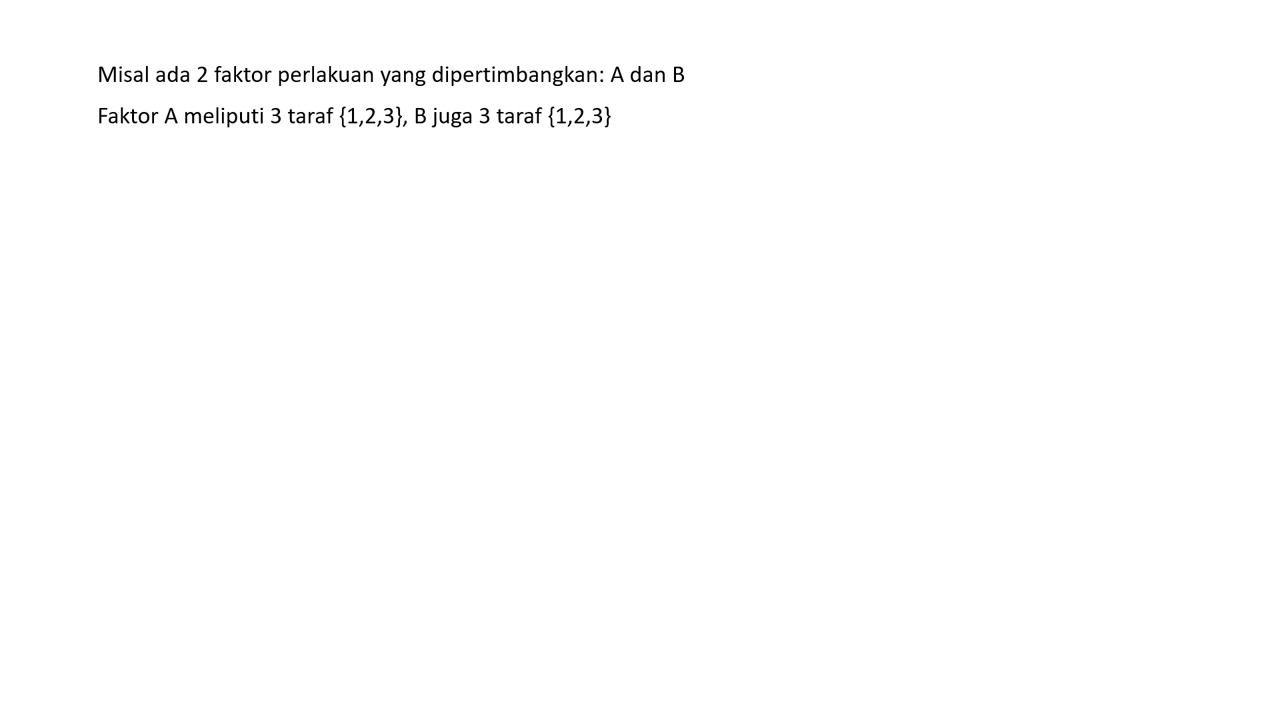 Misal ada 2 faktor perlakuan yang dipertimbangkan: A dan B
Faktor A meliputi 3 taraf {1,2,3}, B juga 3 taraf {1,2,3}